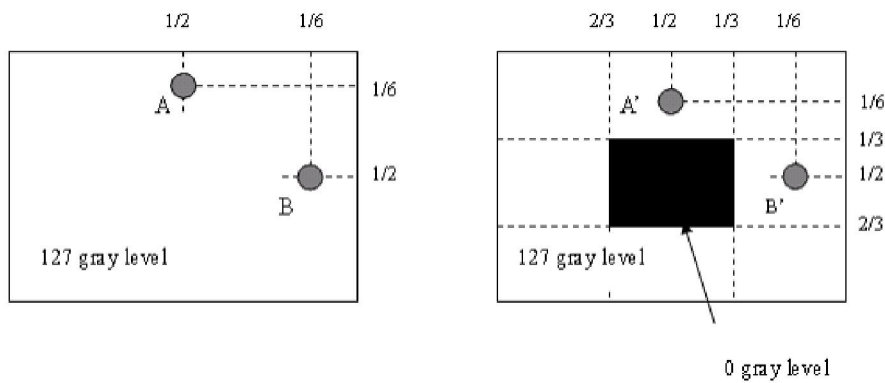 1/2 1/6
A
1/6
1/2
B
127 gray level
2/3 1/2 1/3 1/6
A’
1/6
1/3
1/2
B’
2/3
127 gray level
0 gray level